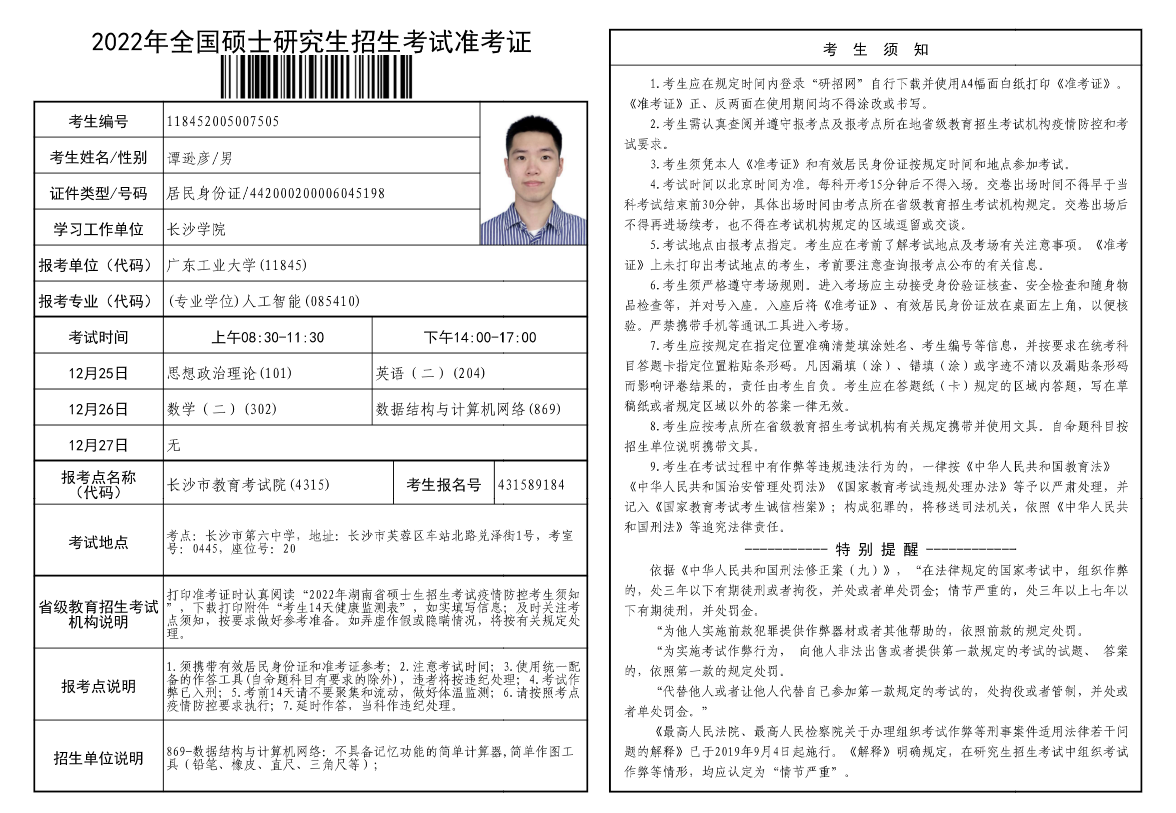 2022年全国硕士研究生招生考试准考证
考生编号 118452005007505
考生姓名/性别 谭逊彦/男
证件类型/号码 居民身份证/442000200006045198
学习工作单位 长沙学院
报考单位（代码） 广东工业大学(11845)
报考专业（代码） (专业学位)人工智能(085410)
考试时间 上午08:30-11:30 下午14:00-17:00
12月25日 思想政治理论(101) 英语（二）(204)
12月26日 数学（二）(302) 数据结构与计算机网络(869)
12月27日 无
报考点名称
（代码） 长沙市教育考试院(4315) 考生报名号 431589184
考试地点
考点：长沙市第六中学，地址：长沙市芙蓉区车站北路兑泽街1号，考室
号：0445，座位号：20
省级教育招生考试
机构说明
打印准考证时认真阅读“2022年湖南省硕士生招生考试疫情防控考生须知
”，下载打印附件“考生14天健康监测表”，如实填写信息；及时关注考
点须知，按要求做好参考准备。如弄虚作假或隐瞒情况，将按有关规定处
理。
报考点说明
1.须携带有效居民身份证和准考证参考；2.注意考试时间；3.使用统一配
备的作答工具(自命题科目有要求的除外)，违者将按违纪处理；4.考试作
弊已入刑；5.考前14天请不要聚集和流动，做好体温监测；6.请按照考点
疫情防控要求执行；7.延时作答，当科作违纪处理。
招生单位说明
869-数据结构与计算机网络：不具备记忆功能的简单计算器,简单作图工
具（铅笔、橡皮、直尺、三角尺等）；
考 生 须 知
1.考生应在规定时间内登录“研招网”自行下载并使用A4幅面白纸打印《准考证》。
《准考证》正、反两面在使用期间均不得涂改或书写。
2.考生需认真查阅并遵守报考点及报考点所在地省级教育招生考试机构疫情防控和考
试要求。
3.考生须凭本人《准考证》和有效居民身份证按规定时间和地点参加考试。
4.考试时间以北京时间为准。每科开考15分钟后不得入场。交卷出场时间不得早于当
科考试结束前30分钟，具体出场时间由考点所在省级教育招生考试机构规定。交卷出场后
不得再进场续考，也不得在考试机构规定的区域逗留或交谈。
5.考试地点由报考点指定。考生应在考前了解考试地点及考场有关注意事项。《准考
证》上未打印出考试地点的考生，考前要注意查询报考点公布的有关信息。
6.考生须严格遵守考场规则。进入考场应主动接受身份验证核查、安全检查和随身物
品检查等，并对号入座。入座后将《准考证》、有效居民身份证放在桌面左上角，以便核
验。严禁携带手机等通讯工具进入考场。
7.考生应按规定在指定位置准确清楚填涂姓名、考生编号等信息，并按要求在统考科
目答题卡指定位置粘贴条形码。凡因漏填（涂）、错填（涂）或字迹不清以及漏贴条形码
而影响评卷结果的，责任由考生自负。考生应在答题纸（卡）规定的区域内答题，写在草
稿纸或者规定区域以外的答案一律无效。
8.考生应按考点所在省级教育招生考试机构有关规定携带并使用文具。自命题科目按
招生单位说明携带文具。
9.考生在考试过程中有作弊等违规违法行为的，一律按《中华人民共和国教育法》
《中华人民共和国治安管理处罚法》《国家教育考试违规处理办法》等予以严肃处理，并
记入《国家教育考试考生诚信档案》；构成犯罪的，将移送司法机关，依照《中华人民共
和国刑法》等追究法律责任。
----------- 特 别 提 醒 ------------
依据《中华人民共和国刑法修正案（九）》，“在法律规定的国家考试中，组织作弊
的，处三年以下有期徒刑或者拘役，并处或者单处罚金；情节严重的，处三年以上七年以
下有期徒刑，并处罚金。
“为他人实施前款犯罪提供作弊器材或者其他帮助的，依照前款的规定处罚。
“为实施考试作弊行为， 向他人非法出售或者提供第一款规定的考试的试题、 答案
的，依照第一款的规定处罚。
“代替他人或者让他人代替自己参加第一款规定的考试的，处拘役或者管制，并处或
者单处罚金。”
《最高人民法院、最高人民检察院关于办理组织考试作弊等刑事案件适用法律若干问
题的解释》已于2019年9月4日起施行。《解释》明确规定，在研究生招生考试中组织考试
作弊等情形，均应认定为“情节严重”。